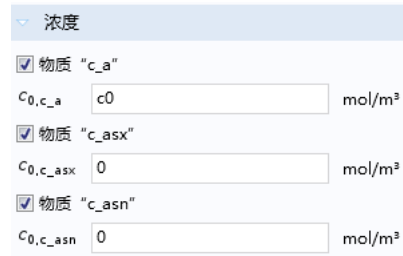 浓度
物质 "c_a"
c0,c_a c0 mol/m³
物质 "c_asx"
c0,c_asx 0 mol/m³
物质 "c_asn"
c0,c_asn 0 mol/m³